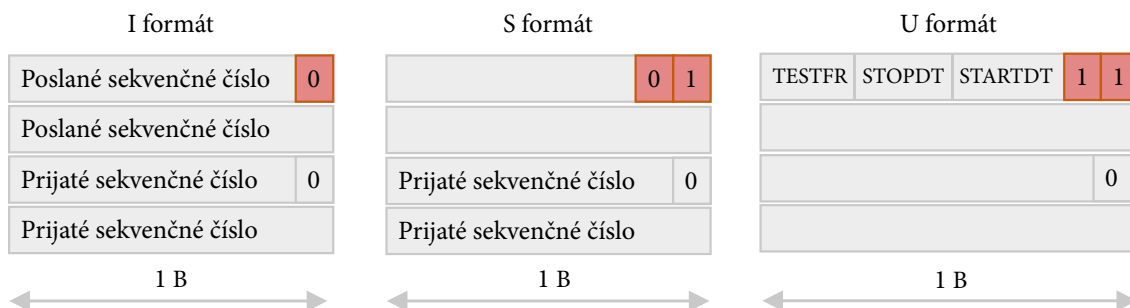 I formát
Poslané sekvenčné číslo 0
Poslané sekvenčné číslo
Prijaté sekvenčné číslo 0
Prijaté sekvenčné číslo
1 B
S formát
0 1
Prijaté sekvenčné číslo 0
Prijaté sekvenčné číslo
1 B
U formát
TESTFR STOPDT STARTDT 1 1
0
1 B